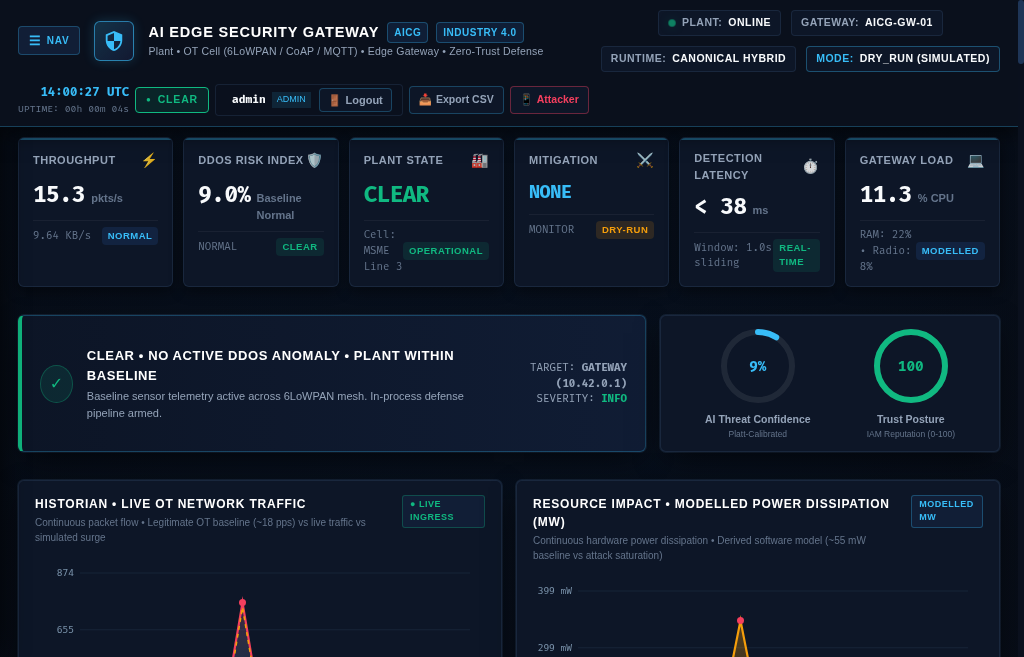 ☰ NAV
AI EDGE SECURITY GATEWAY AICG INDUSTRY 4.0
Plant • OT Cell (6LoWPAN / CoAP / MQTT) • Edge Gateway • Zero-Trust Defense
PLANT: ONLINE GATEWAY: AICG-GW-01
RUNTIME: CANONICAL HYBRID MODE: DRY_RUN (SIMULATED)
14:00:27 UTC
UPTIME: 00h 00m 04s
• CLEAR
admin ADMIN Logout
Export CSV
Attacker
THROUGHPUT
15.3 pkts/s
9.64 KB/s NORMAL
DDOS RISK INDEX
9.0% Baseline
Normal
NORMAL CLEAR
PLANT STATE
CLEAR
Cell:
MSME
Line 3
OPERATIONAL
MITIGATION
NONE
MONITOR DRY-RUN
DETECTION
LATENCY
< 38 ms
Window: 1.0s
sliding
REAL-
TIME
GATEWAY LOAD
11.3 % CPU
RAM: 22%
• Radio:
8%
MODELLED
✓
CLEAR • NO ACTIVE DDOS ANOMALY • PLANT WITHIN
BASELINE
Baseline sensor telemetry active across 6LoWPAN mesh. In-process defense
pipeline armed.
TARGET: GATEWAY
(10.42.0.1)
SEVERITY: INFO
9%
AI Threat Confidence
Platt-Calibrated
100
Trust Posture
IAM Reputation (0-100)
HISTORIAN • LIVE OT NETWORK TRAFFIC
Continuous packet flow • Legitimate OT baseline (~18 pps) vs live traffic vs
simulated surge
● LIVE
INGRESS
874
655
RESOURCE IMPACT • MODELLED POWER DISSIPATION
(MW)
Continuous hardware power dissipation • Derived software model (~55 mW
baseline vs attack saturation)
MODELLED
MW
399 mW
299 mW